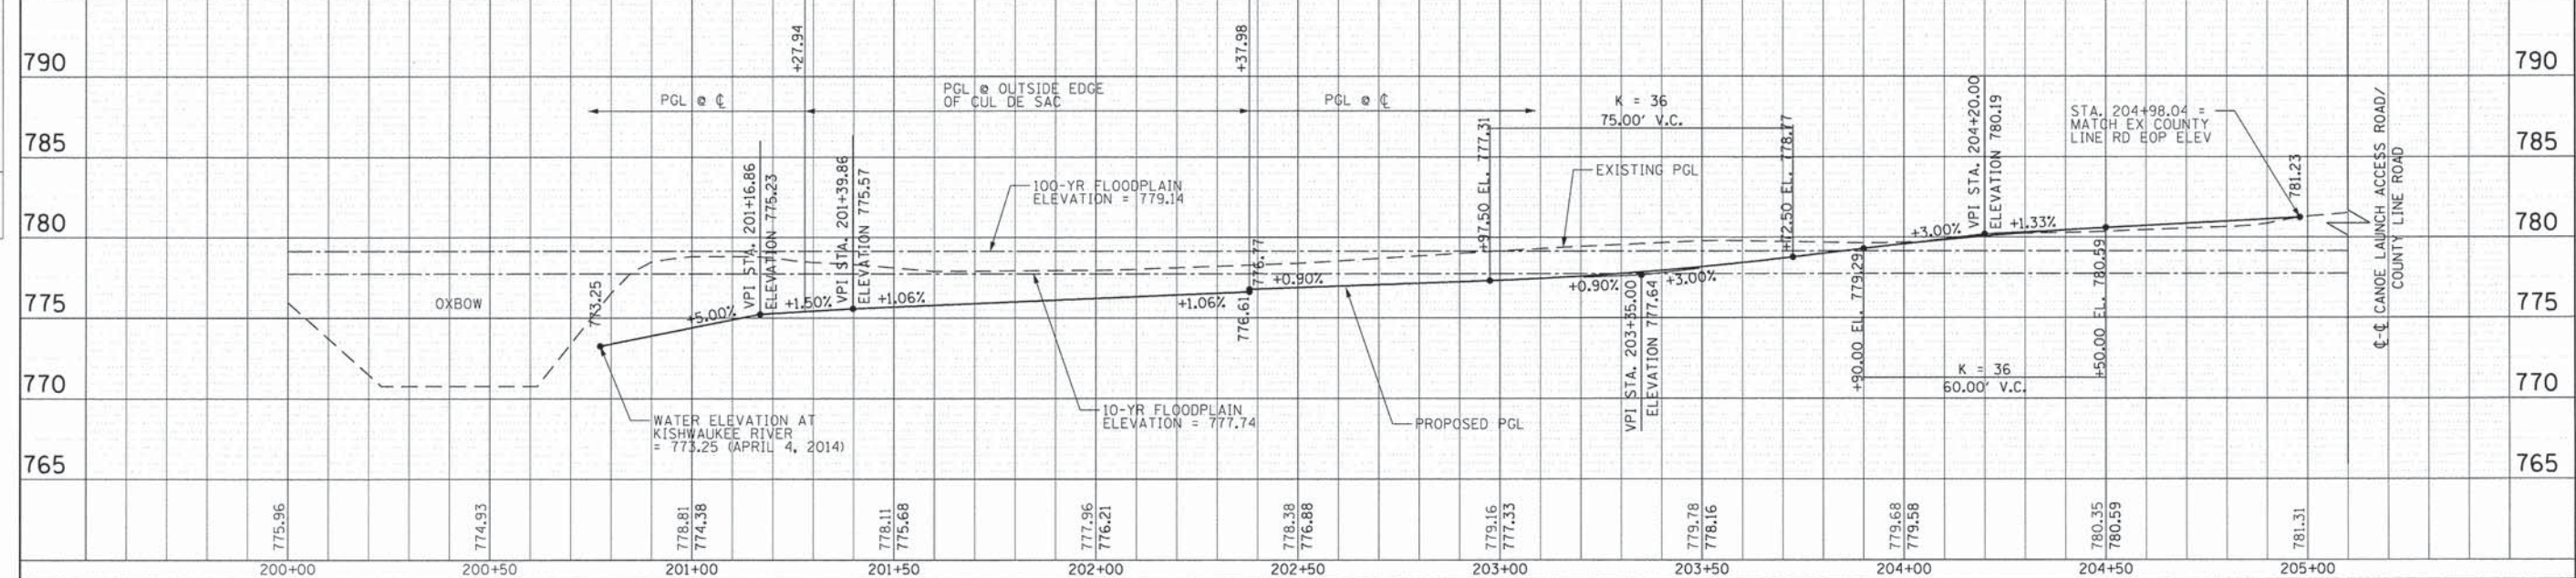 790
785
780
775
770
765
790
785
780
775
770
765
+27.94
+37.98
PGL @ ℄
PGL @ OUTSIDE EDGE
OF CUL DE SAC
PGL @ ℄
K = 36
75.00' V.C.
+97.50 EL. 777.31
+72.50 EL. 778.77
VPI STA. 201+16.86
ELEVATION 775.23
VPI STA. 201+39.86
ELEVATION 775.57
100-YR FLOODPLAIN
ELEVATION = 779.14
EXISTING PGL
VPI STA. 204+20.00
ELEVATION 780.19
STA. 204+98.04 =
MATCH EX COUNTY
LINE RD EOP ELEV
781.23
℄ CANOE LAUNCH ACCESS ROAD/
℄ COUNTY LINE ROAD
OXBOW
773.25
+5.00%
+1.50%
+1.06%
+1.06%
776.61
776.77
+0.90%
+0.90%
+3.00%
+3.00%
+1.33%
VPI STA. 203+35.00
ELEVATION 777.64
+90.00 EL. 779.29
+50.00 EL. 780.59
K = 36
60.00' V.C.
WATER ELEVATION AT
KISHWAUKEE RIVER
= 773.25 (APRIL 4, 2014)
10-YR FLOODPLAIN
ELEVATION = 777.74
PROPOSED PGL
775.96
774.93
778.81
774.38
778.11
775.68
777.96
776.21
778.38
776.88
779.16
777.33
779.78
778.16
779.68
779.58
780.35
780.59
781.31
200+00
200+50
201+00
201+50
202+00
202+50
203+00
203+50
204+00
204+50
205+00